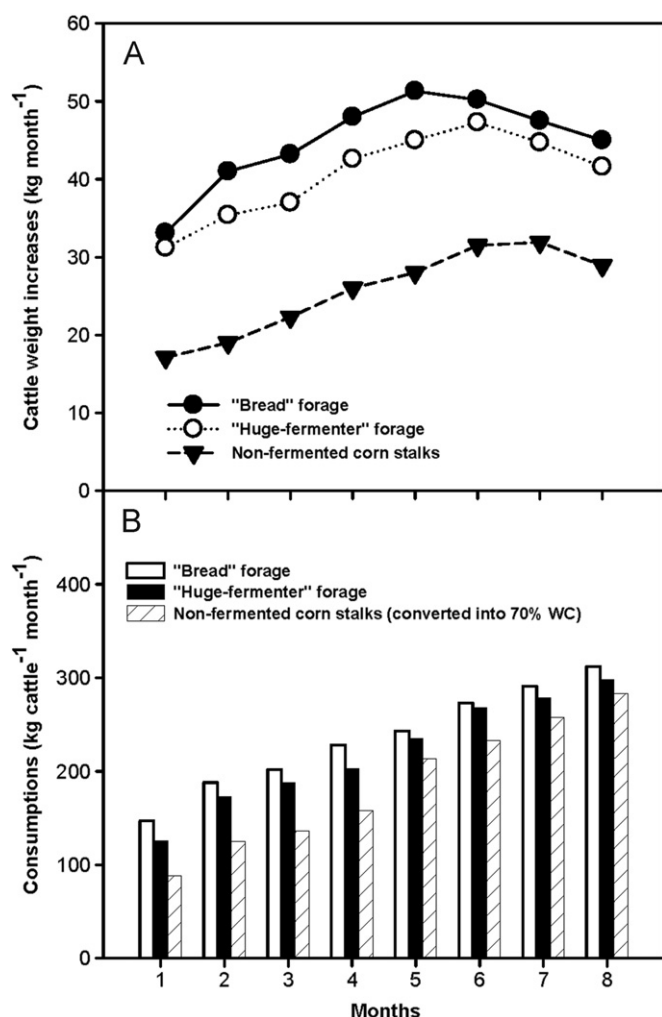 A
Cattle weight increases (kg month⁻¹)
60
50
40
30
20
10
0
"Bread" forage
"Huge-fermenter" forage
Non-fermented corn stalks
B
Consumptions (kg cattle⁻¹ month⁻¹)
400
300
200
100
0
"Bread" forage
"Huge-fermenter" forage
Non-fermented corn stalks (converted into 70% WC)
1 2 3 4 5 6 7 8
Months